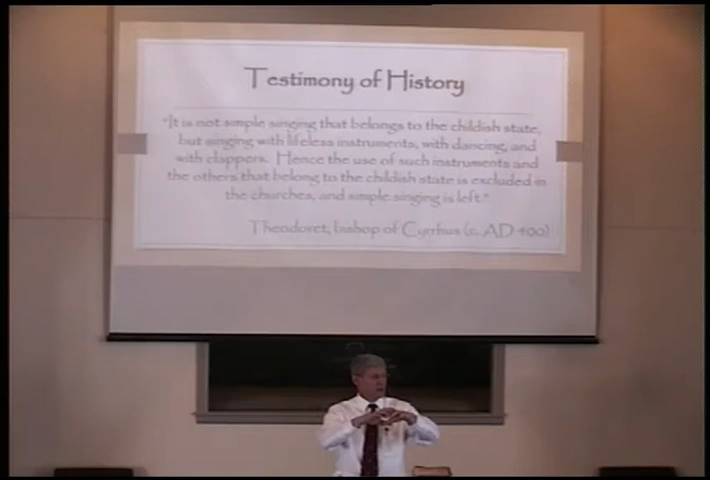 Testimony of History
"It is not simple singing that belongs to the childish state,
but singing with lifeless instruments, with dancing, and
with clappers. Hence the use of such instruments and
the others that belong to the childish state is excluded in
the churches, and simple singing is left."
Theodoret, bishop of Cyrrhus (c. AD 400)